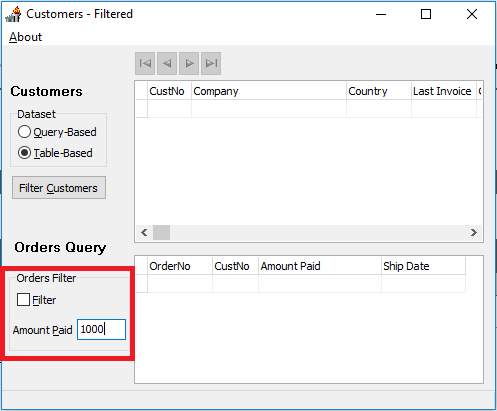 Customers - Filtered
About
Customers
Dataset
Query-Based
Table-Based
Filter Customers
CustNo Company Country Last Invoice
Orders Query
Orders Filter
Filter
Amount Paid 1000
OrderNo CustNo Amount Paid Ship Date